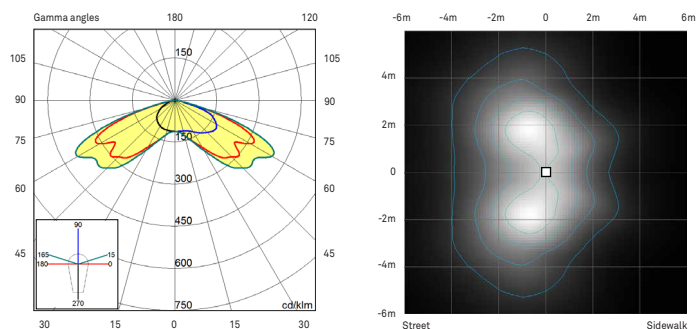 Gamma angles 180 120
105 105
90 90
75 75
60 60
45 45
30 15 0 15 30
150
150
300
450
600
750
cd/klm
90
165 15
180 0
270
-6m -4m -2m 0 2m 4m 6m
4m
2m
0
-2m
-4m
-6m
Street Sidewalk